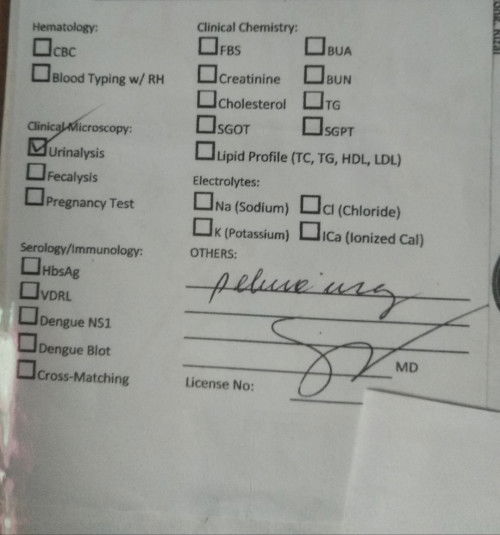 Hematology:
CBC
Blood Typing w/ RH
Clinical Microscopy:
Urinalysis
Fecalysis
Pregnancy Test
Serology/Immunology:
HbsAg
VDRL
Dengue NS1
Dengue Blot
Cross-Matching
Clinical Chemistry:
FBS
BUA
Creatinine
BUN
Cholesterol
TG
SGOT
SGPT
Lipid Profile (TC, TG, HDL, LDL)
Electrolytes:
Na (Sodium)
Cl (Chloride)
K (Potassium)
ICa (Ionized Cal)
OTHERS:
pelvic
MD
License No: